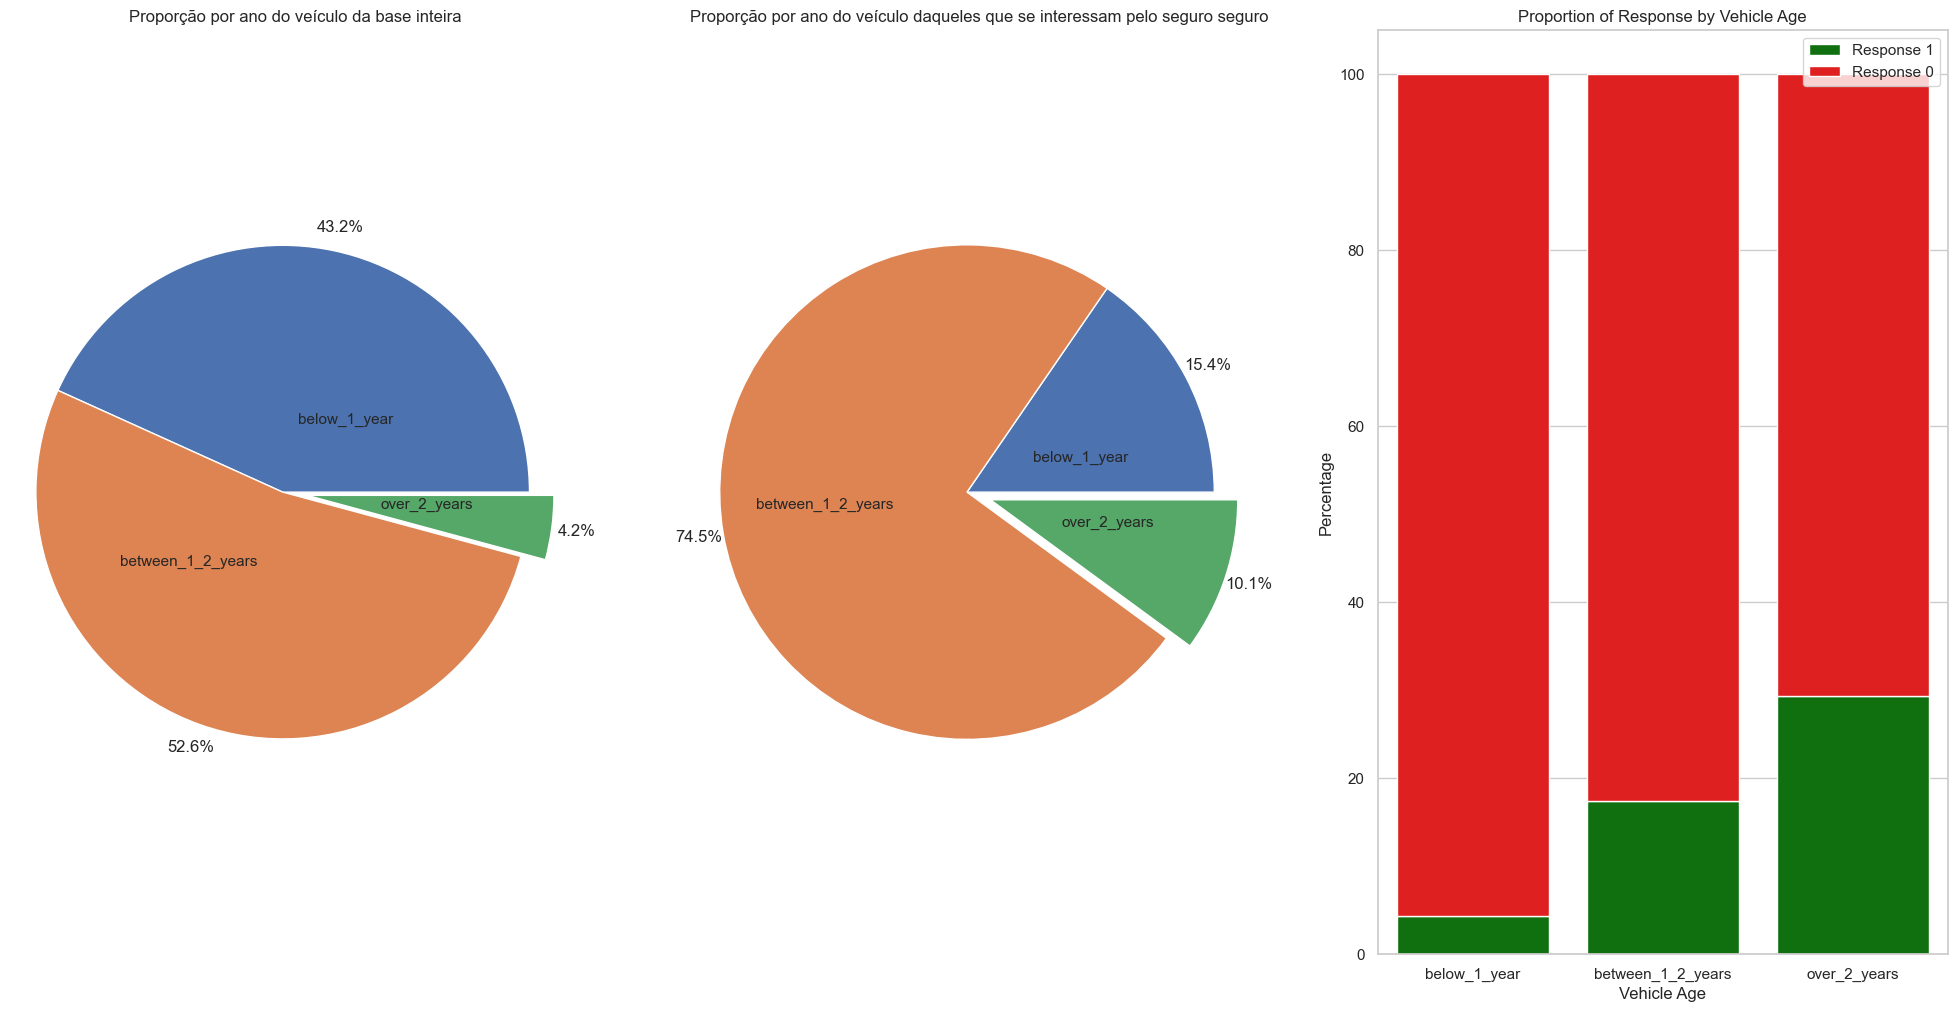 Proporção por ano do veículo da base inteira
43.2%
below_1_year
over_2_years
4.2%
between_1_2_years
52.6%
Proporção por ano do veículo daqueles que se interessam pelo seguro seguro
15.4%
below_1_year
between_1_2_years
over_2_years
74.5%
10.1%
Proportion of Response by Vehicle Age
Response 1
Response 0
100
80
60
40
20
0
Percentage
below_1_year
between_1_2_years
over_2_years
Vehicle Age